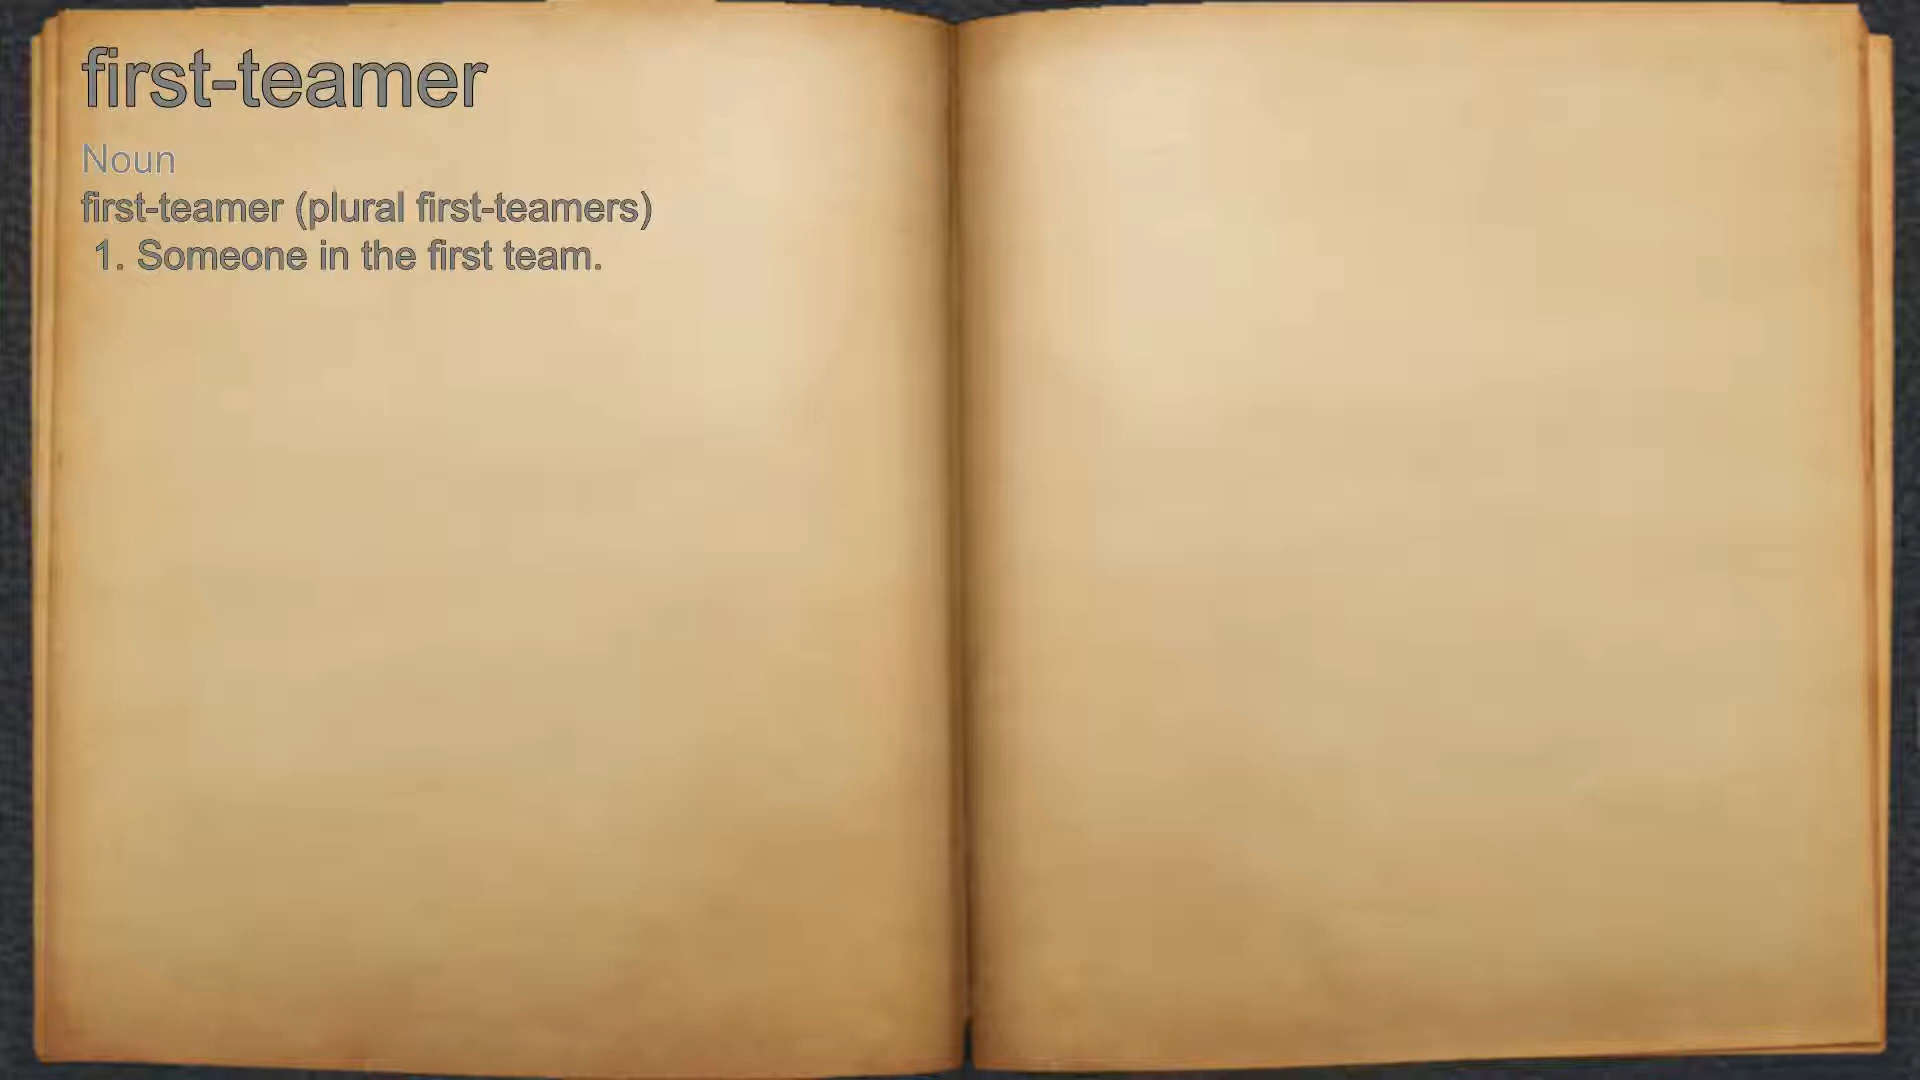 first-teamer
Noun
first-teamer (plural first-teamers)
1. Someone in the first team.